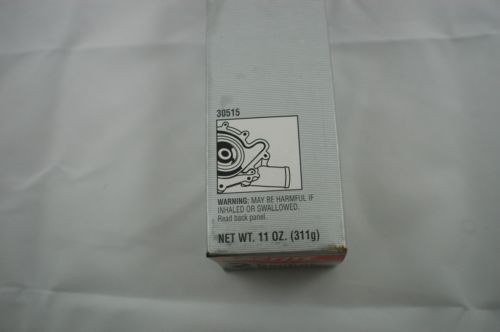 30515
WARNING: MAY BE HARMFUL IF
INHALED OR SWALLOWED.
Read back panel.
NET WT. 11 OZ. (311g)